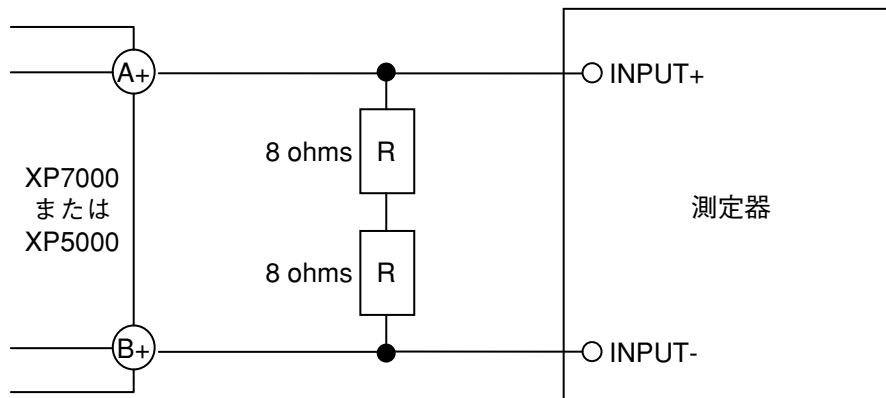 A+
INPUT+
8 ohms R
XP7000
または
XP5000
測定器
8 ohms R
B+
INPUT-